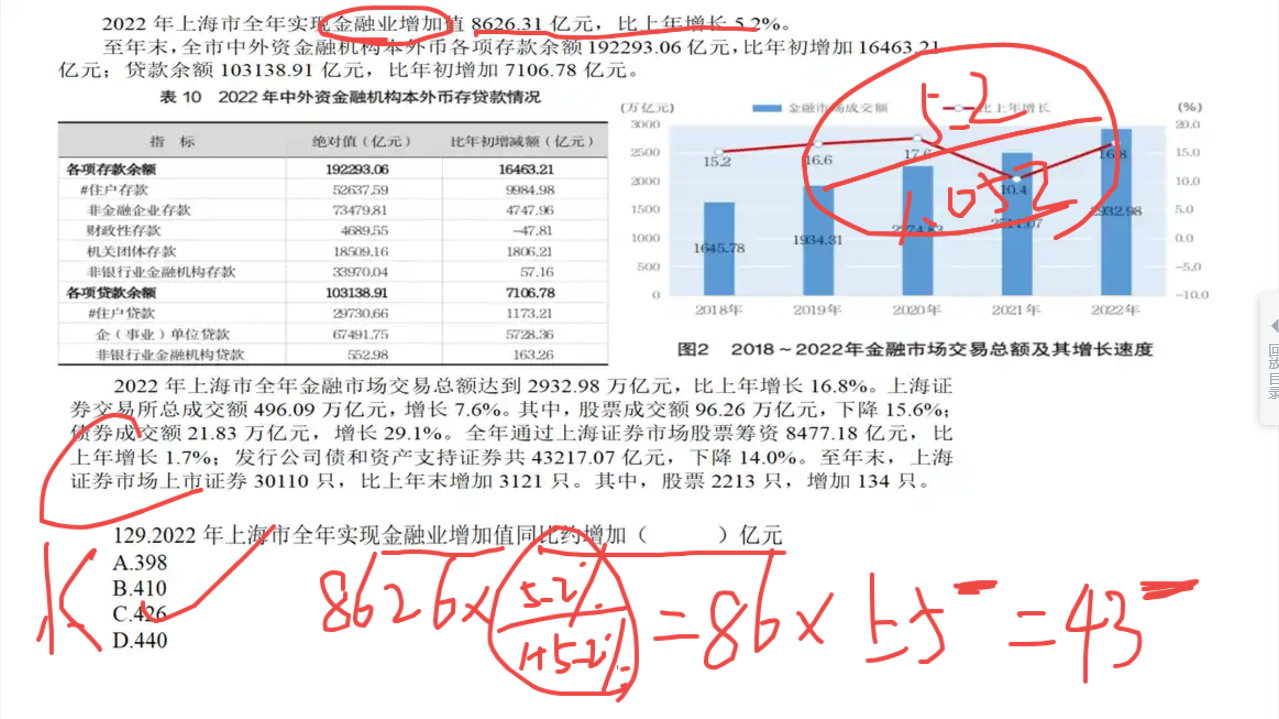 2022 年上海市全年实现金融业增加值 8626.31 亿元，比上年增长 5.2%。
至年末，全市中外资金融机构本外币各项存款余额 192293.06 亿元，比年初增加 16463.21
亿元；贷款余额 103138.91 亿元，比年初增加 7106.78 亿元。
表 10 2022 年中外资金融机构本外币存贷款情况
指 标 绝对值（亿元） 比年初增减额（亿元）
各项存款余额 192293.06 16463.21
#住户存款 52637.59 9984.98
非金融企业存款 73479.81 4747.96
财政性存款 4689.55 -47.81
机关团体存款 18509.16 1806.21
非银行业金融机构存款 33970.04 57.16
各项贷款余额 103138.91 7106.78
#住户贷款 29730.66 1173.21
企（事业）单位贷款 67491.75 5728.36
非银行业金融机构贷款 552.98 163.26
(万亿元) 金融市场成交额 比上年增长 (%)
3000 20.0
2500 15.0
2000 10.0
1500 5.0
1000 0.0
500 -5.0
0 -10.0
15.2 16.6 17.6 10.4 16.8
1645.78 1934.31 2932.98
2018年 2019年 2020年 2021年 2022年
5.2
1.052
图2 2018～2022年金融市场交易总额及其增长速度
2022 年上海市全年金融市场交易总额达到 2932.98 万亿元，比上年增长 16.8%。上海证
券交易所总成交额 496.09 万亿元，增长 7.6%。其中，股票成交额 96.26 万亿元，下降 15.6%；
债券成交额 21.83 万亿元，增长 29.1%。全年通过上海证券市场股票筹资 8477.18 亿元，比
上年增长 1.7%；发行公司债和资产支持证券共 43217.07 亿元，下降 14.0%。至年末，上海
证券市场上市证券 30110 只，比上年末增加 3121 只。其中，股票 2213 只，增加 134 只。
129.2022 年上海市全年实现金融业增加值同比约增加（ ）亿元
A.398
B.410
C.426
D.440
8626×5.2%/1+5.2%=86×5=43
回放目录